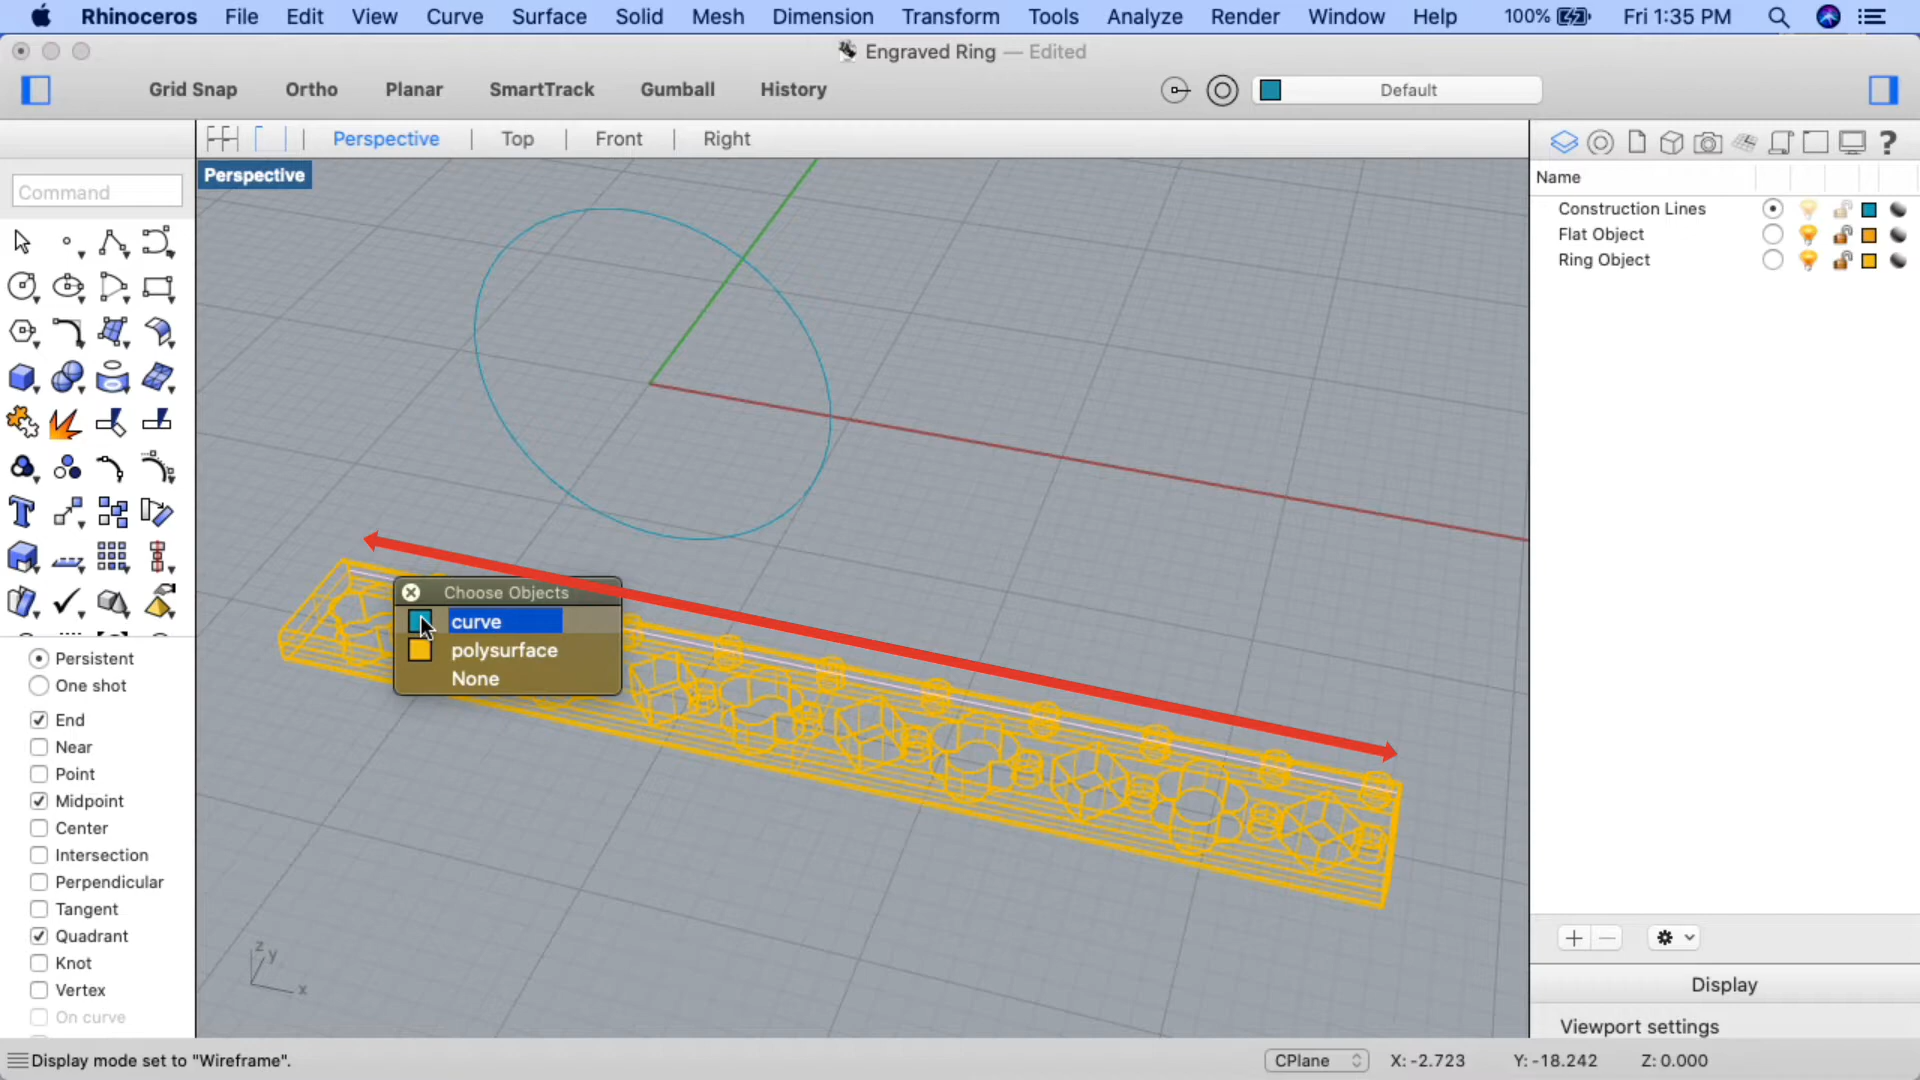 Rhinoceros File Edit View Curve Surface Solid Mesh Dimension Transform Tools Analyze Render Window Help 100% Fri 1:35 PM
Engraved Ring — Edited
Grid Snap Ortho Planar SmartTrack Gumball History Default
Perspective | Top | Front | Right
Perspective
Command
Name
Construction Lines
Flat Object
Ring Object
Choose Objects
curve
polysurface
None
Persistent
One shot
End
Near
Point
Midpoint
Center
Intersection
Perpendicular
Tangent
Quadrant
Knot
Vertex
On curve
z
y
x
Display
Viewport settings
Display mode set to "Wireframe". CPlane X: -2.723 Y: -18.242 Z: 0.000